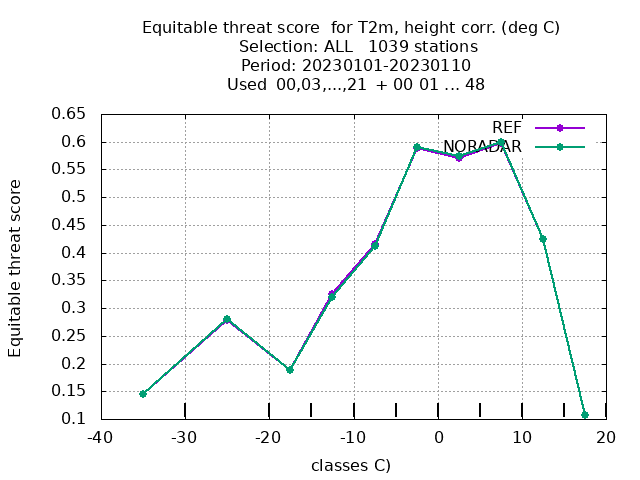 Equitable threat score  for T2m, height corr. (deg C)
Selection: ALL   1039 stations
Period: 20230101-20230110
Used  00,03,...,21  + 00 01 ... 48
REF
NORADAR
Equitable threat score
0.65
0.6
0.55
0.5
0.45
0.4
0.35
0.3
0.25
0.2
0.15
0.1
-40 -30 -20 -10 0 10 20
classes C)